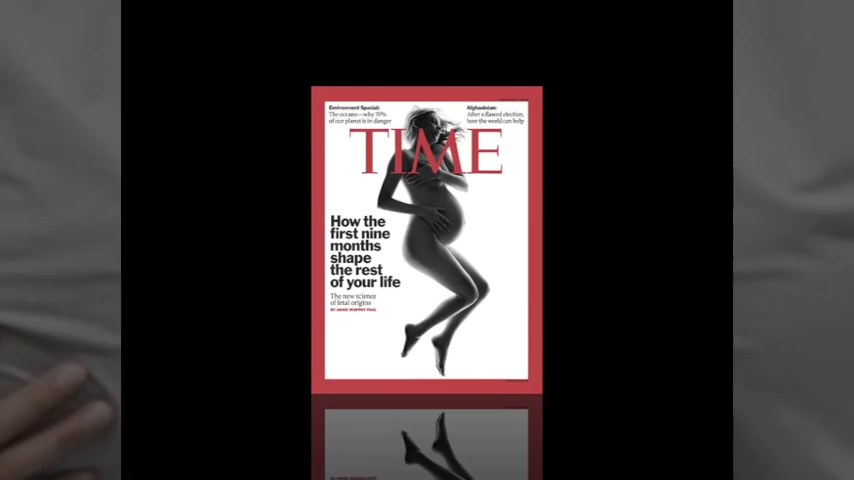 Environment Special:
The oceans—why 70%
of our planet is in danger
Afghanistan:
After a flawed election,
how the world can help
TIME
How the
first nine
months
shape
the rest
of your life
The new science
of fetal origins
BY ANNIE MURPHY PAUL